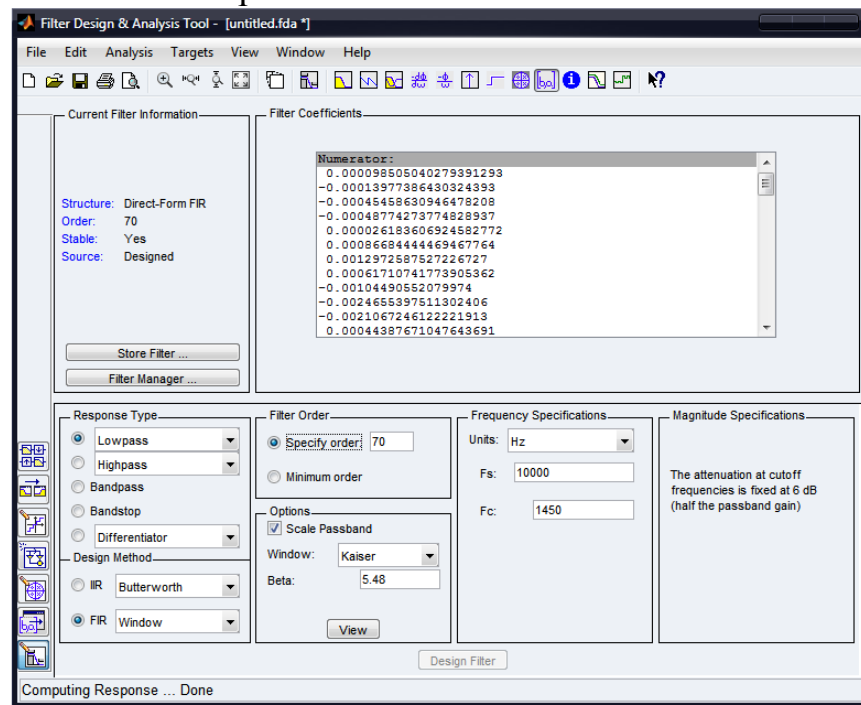 Filter Design & Analysis Tool - [untitled.fda *]
File Edit Analysis Targets View Window Help
Current Filter Information
Structure: Direct-Form FIR
Order: 70
Stable: Yes
Source: Designed
Store Filter ...
Filter Manager ...
Filter Coefficients
Numerator:
0.000098505040279391293
-0.00013977386430324393
-0.00045458630946478208
-0.00048774273774828937
0.000026183606924582772
0.00086684444469467764
0.0012972587527226727
0.00061710741773905362
-0.00104490552079974
-0.0024655397511302406
-0.0021067246122221913
0.00044387671047643691
Response Type
Lowpass
Highpass
Bandpass
Bandstop
Differentiator
Design Method
IIR Butterworth
FIR Window
Filter Order
Specify order: 70
Minimum order
Options
Scale Passband
Window: Kaiser
Beta: 5.48
View
Frequency Specifications
Units: Hz
Fs: 10000
Fc: 1450
Magnitude Specifications
The attenuation at cutoff
frequencies is fixed at 6 dB
(half the passband gain)
Design Filter
Computing Response ... Done